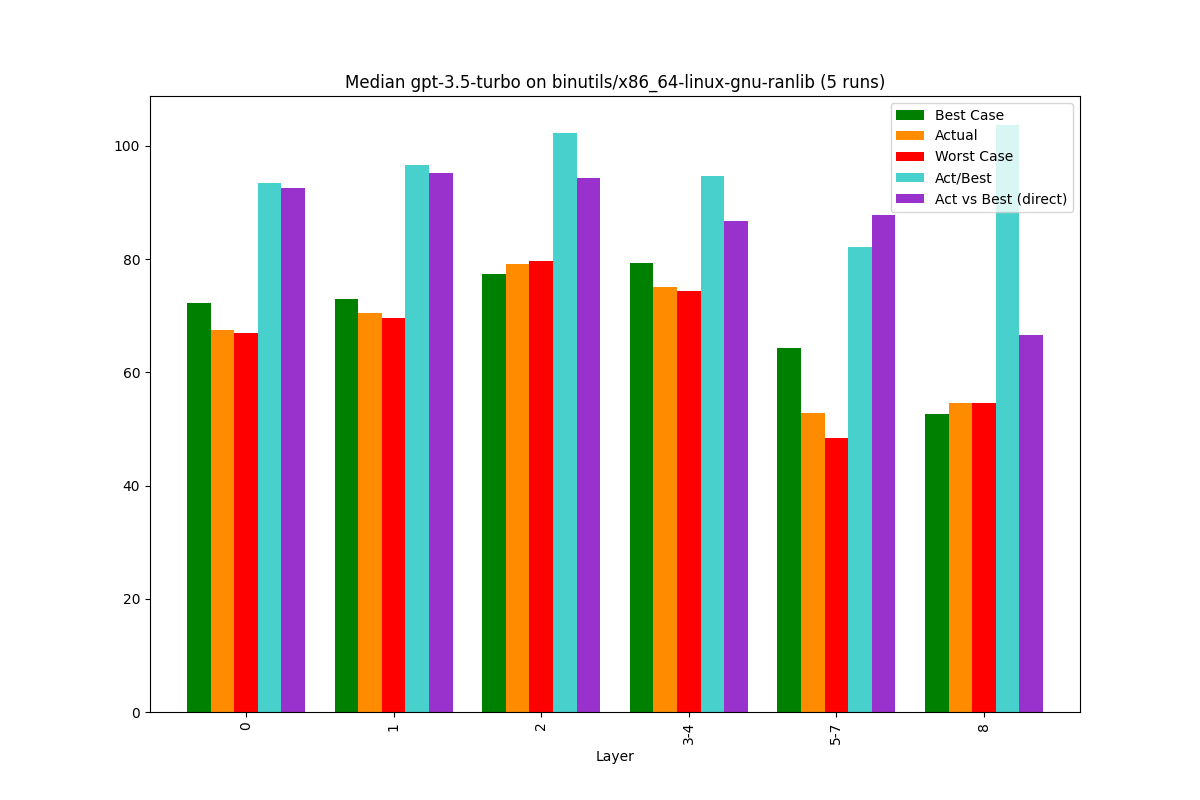 Median gpt-3.5-turbo on binutils/x86_64-linux-gnu-ranlib (5 runs)
Best Case
Actual
Worst Case
Act/Best
Act vs Best (direct)
100
80
60
40
20
0
0
1
2
3-4
5-7
8
Layer